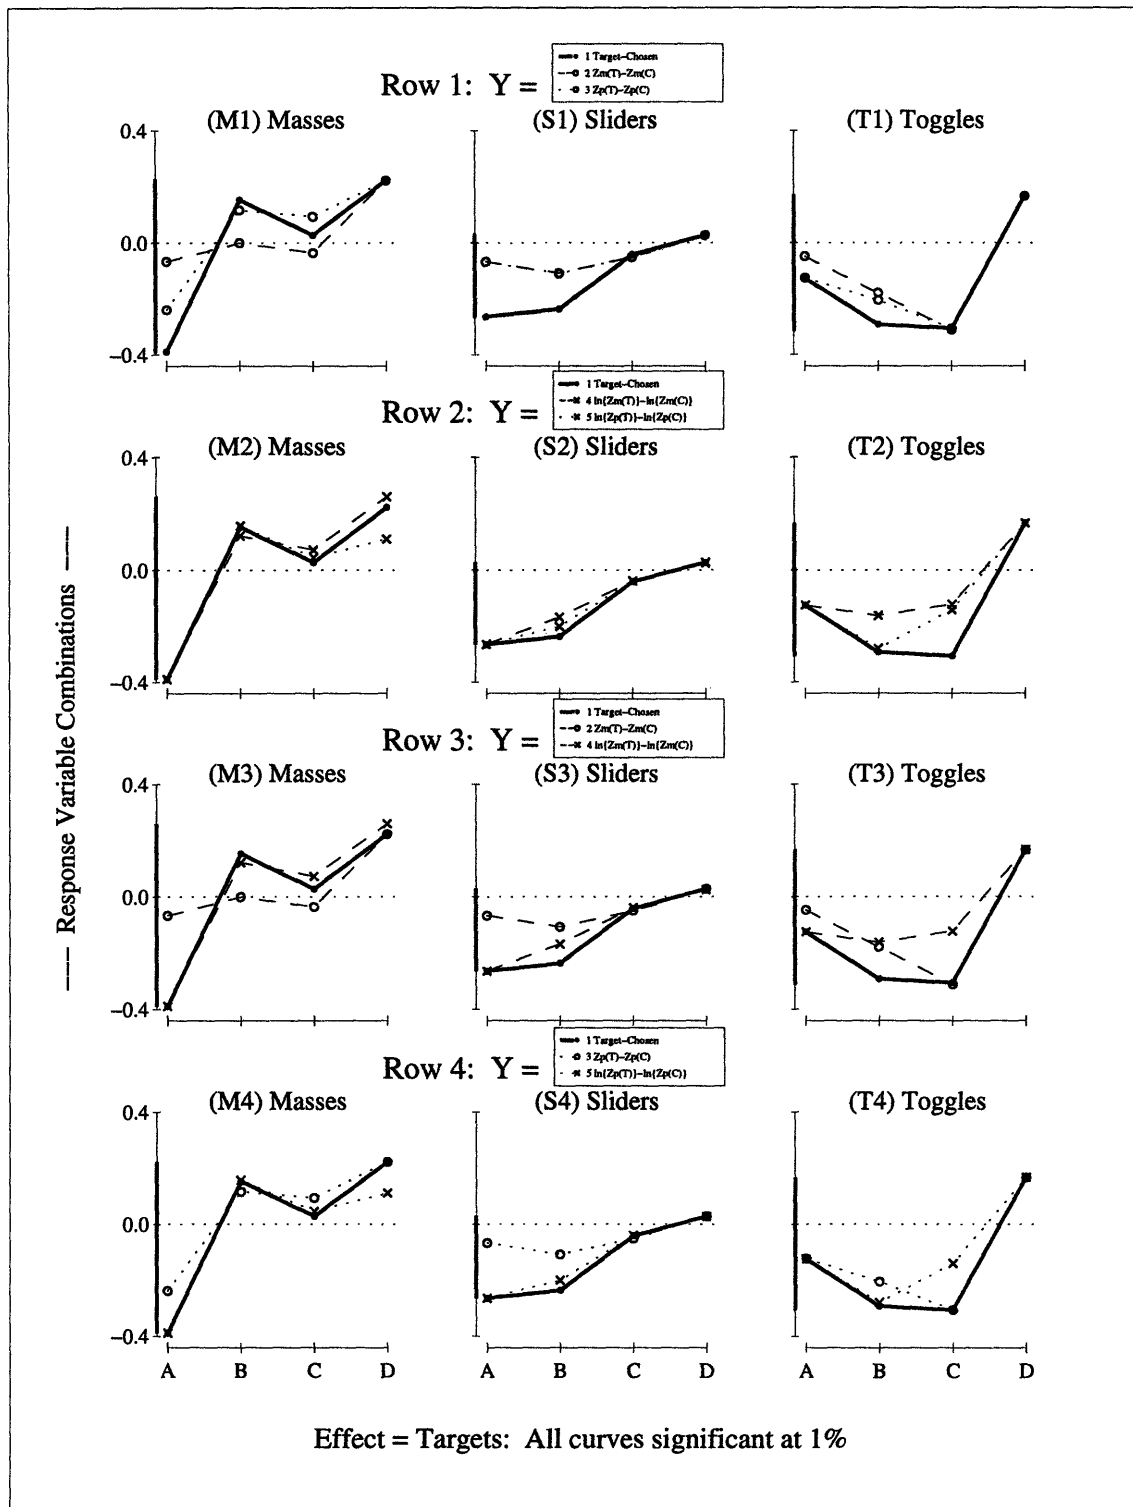 1 Target–Chosen
2 Zm(T)–Zm(C)
3 Zp(T)–Zp(C)
Row 1: Y =
(M1) Masses
(S1) Sliders
(T1) Toggles
0.4
0.0
–0.4
1 Target–Chosen
4 ln{Zm(T)}–ln{Zm(C)}
5 ln{Zp(T)}–ln{Zp(C)}
Row 2: Y =
(M2) Masses
(S2) Sliders
(T2) Toggles
0.4
0.0
–0.4
–– Response Variable Combinations ––
1 Target–Chosen
2 Zm(T)–Zm(C)
4 ln{Zm(T)}–ln{Zm(C)}
Row 3: Y =
(M3) Masses
(S3) Sliders
(T3) Toggles
0.4
0.0
–0.4
1 Target–Chosen
3 Zp(T)–Zp(C)
5 ln{Zp(T)}–ln{Zp(C)}
Row 4: Y =
(M4) Masses
(S4) Sliders
(T4) Toggles
0.4
0.0
–0.4
A B C D
A B C D
A B C D
Effect = Targets: All curves significant at 1%